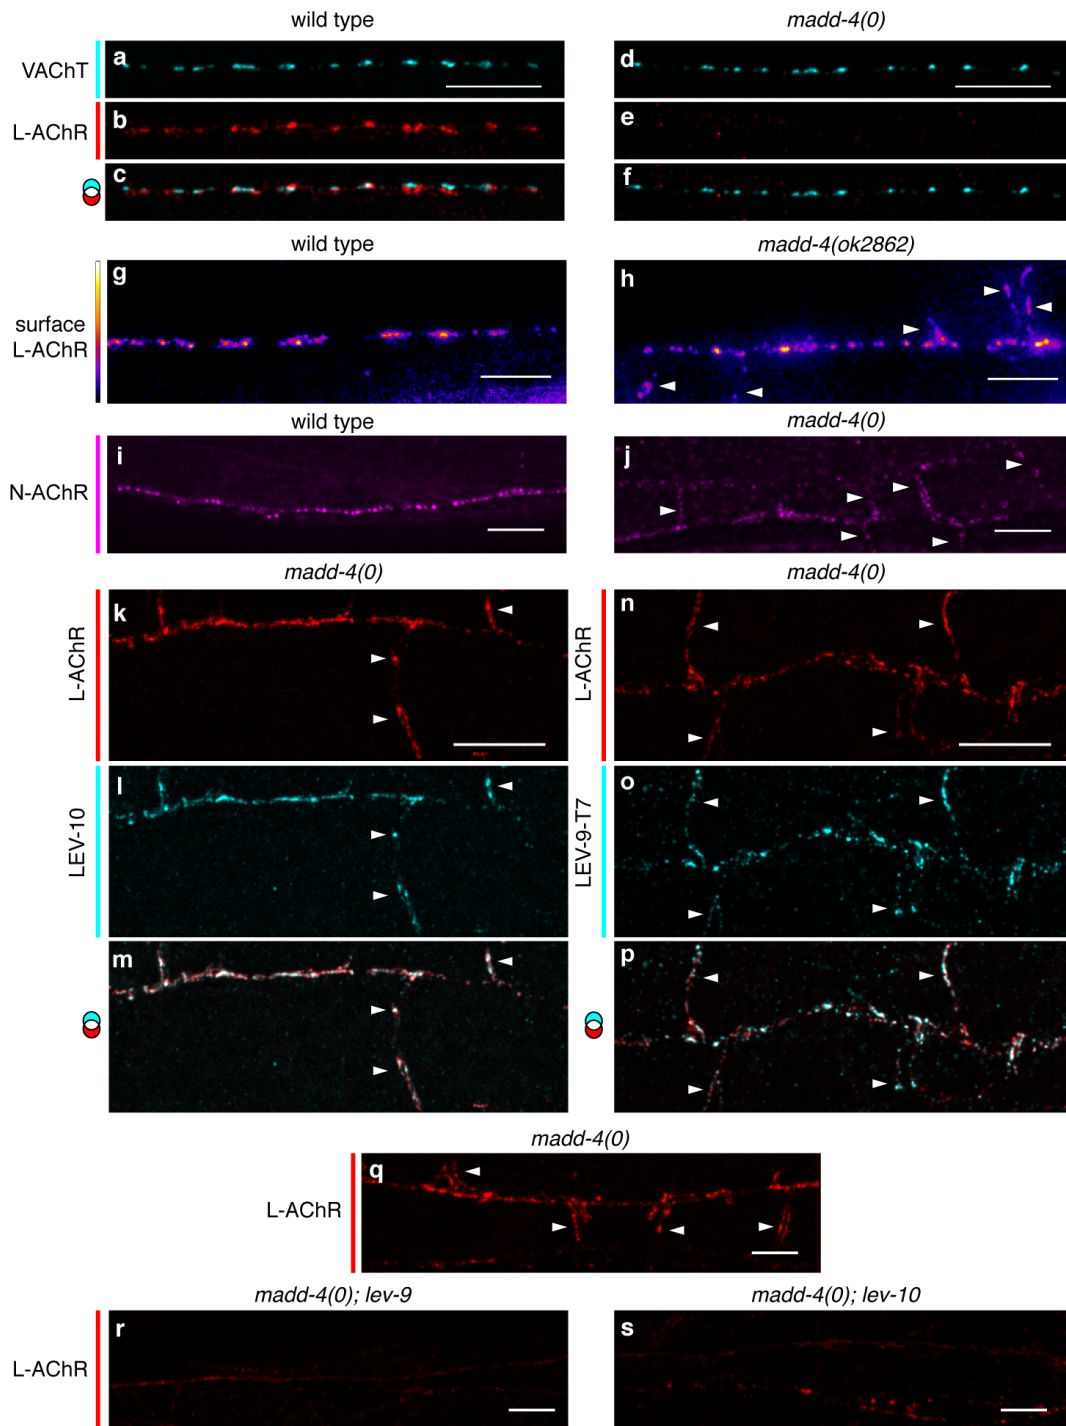 wild type
madd-4(0)
VAChT
a
d
L-AChR
b
e
c
f
wild type
madd-4(ok2862)
surface
L-AChR
g
h
wild type
madd-4(0)
N-AChR
i
j
madd-4(0)
madd-4(0)
L-AChR
k
L-AChR
n
LEV-10
l
LEV-9-T7
o
m
p
madd-4(0)
L-AChR
q
madd-4(0); lev-9
madd-4(0); lev-10
L-AChR
r
s